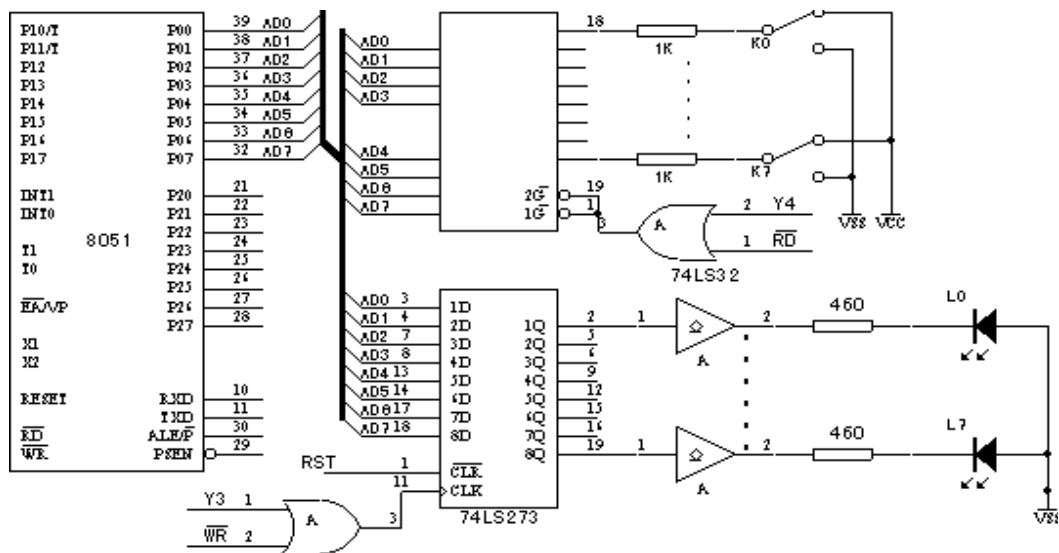 P10/T P00 39 AD0
P11/T P01 38 AD1
P12 P02 37 AD2
P13 P03 36 AD3
P14 P04 35 AD4
P15 P05 34 AD5
P16 P06 33 AD6
P17 P07 32 AD7
INT1 P20 21
INT0 P21 22
P22 23
8051
T1 P23 24
T0 P24 25
P25 26
EA/VP P26 27
P27 28
X1
X2
RESET RXD 10
TXD 11
RD ALE/P 30
WR PSEN 29
AD0
AD1
AD2
AD3
AD4
AD5
AD6
AD7
2G 19
1G 1
18
1K
K0
1K
K7
VSS VCC
3 A 2 Y4
1 RD
74LS32
AD0 3 1D
AD1 4 2D 1Q 2
AD2 7 3D 2Q 5
AD3 8 4D 3Q 6
AD4 13 5D 4Q 9
AD5 14 6D 5Q 12
AD6 17 7D 6Q 15
AD7 18 8D 7Q 16
8Q 19
RST 1 CLR
11 CLK
74LS273
Y3 1
WR 2
A 3
1 A 2 460 L0
1 A 2 460 L7
VSS